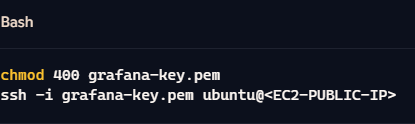 Bash
chmod 400 grafana-key.pem
ssh -i grafana-key.pem ubuntu@<EC2-PUBLIC-IP>